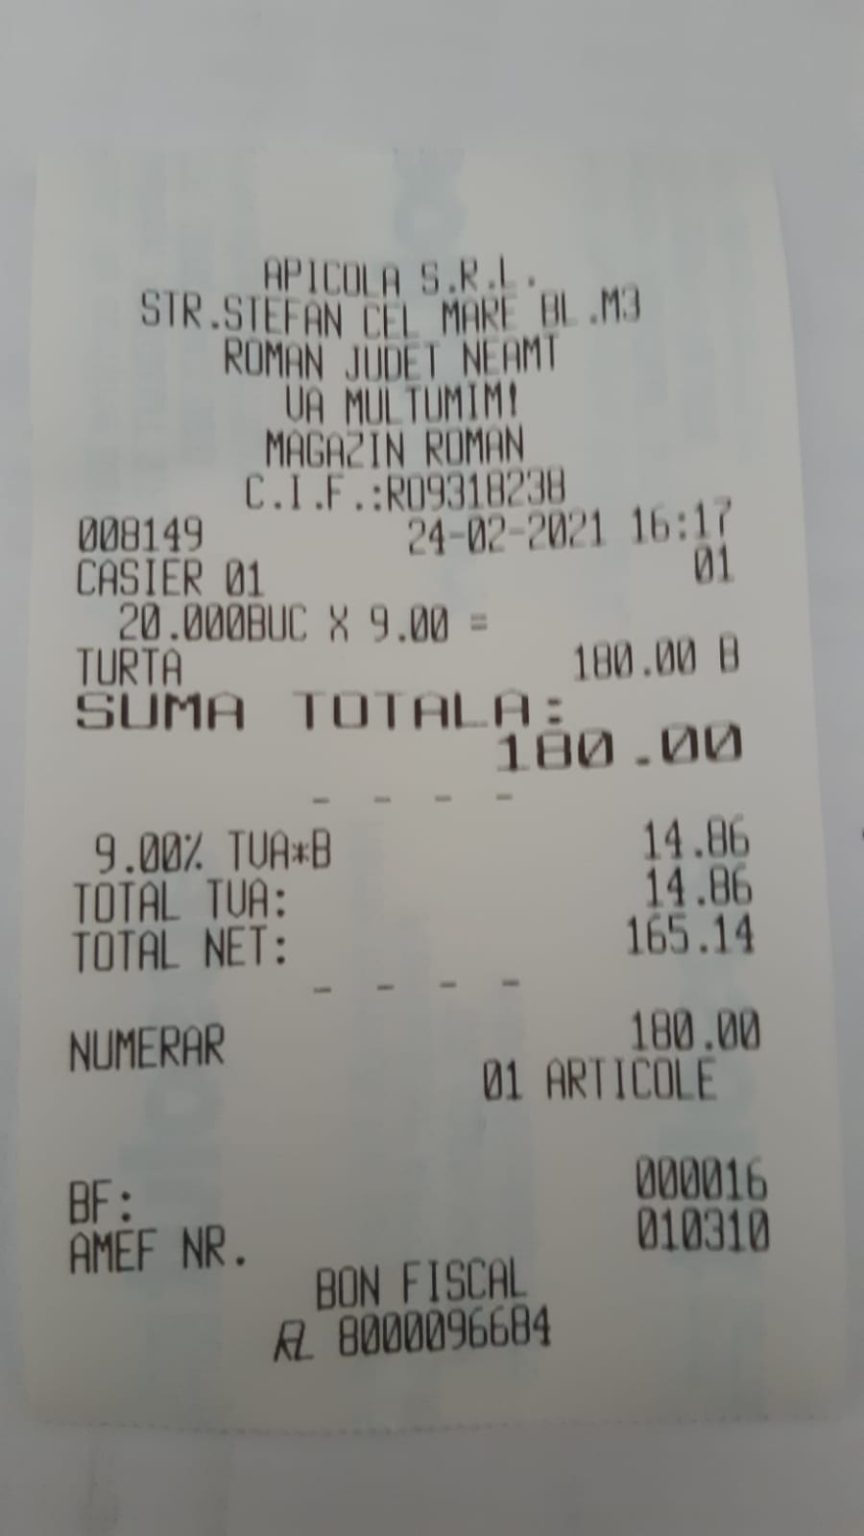 APICOLA S.R.L.
STR.STEFAN CEL MARE BL.M3
ROMAN JUDET NEAMT
VA MULTUMIM!
MAGAZIN ROMAN
C.I.F.:RO9318238
008149 24-02-2021 16:17
CASIER 01 01
20.000BUC X 9.00 =
TURTA 180.00 B
SUMA TOTALA:
180.00
- - - -
9.00% TVA*B 14.86
TOTAL TVA: 14.86
TOTAL NET: 165.14
- - - -
NUMERAR 180.00
01 ARTICOLE
BF: 000016
AMEF NR. 010310
BON FISCAL
8000096684